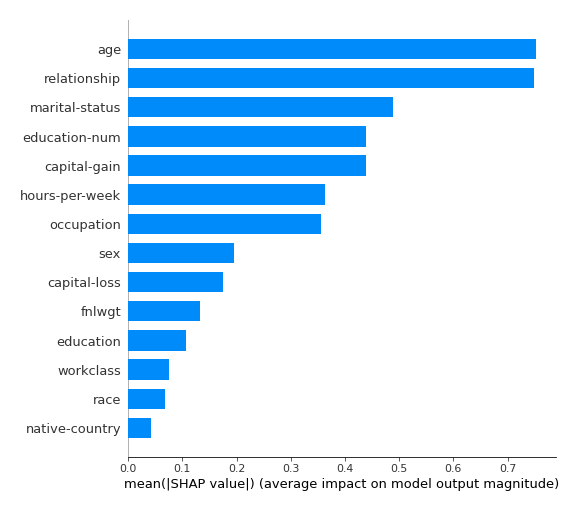 age
relationship
marital-status
education-num
capital-gain
hours-per-week
occupation
sex
capital-loss
fnlwgt
education
workclass
race
native-country
0.0 0.1 0.2 0.3 0.4 0.5 0.6 0.7
mean(|SHAP value|) (average impact on model output magnitude)